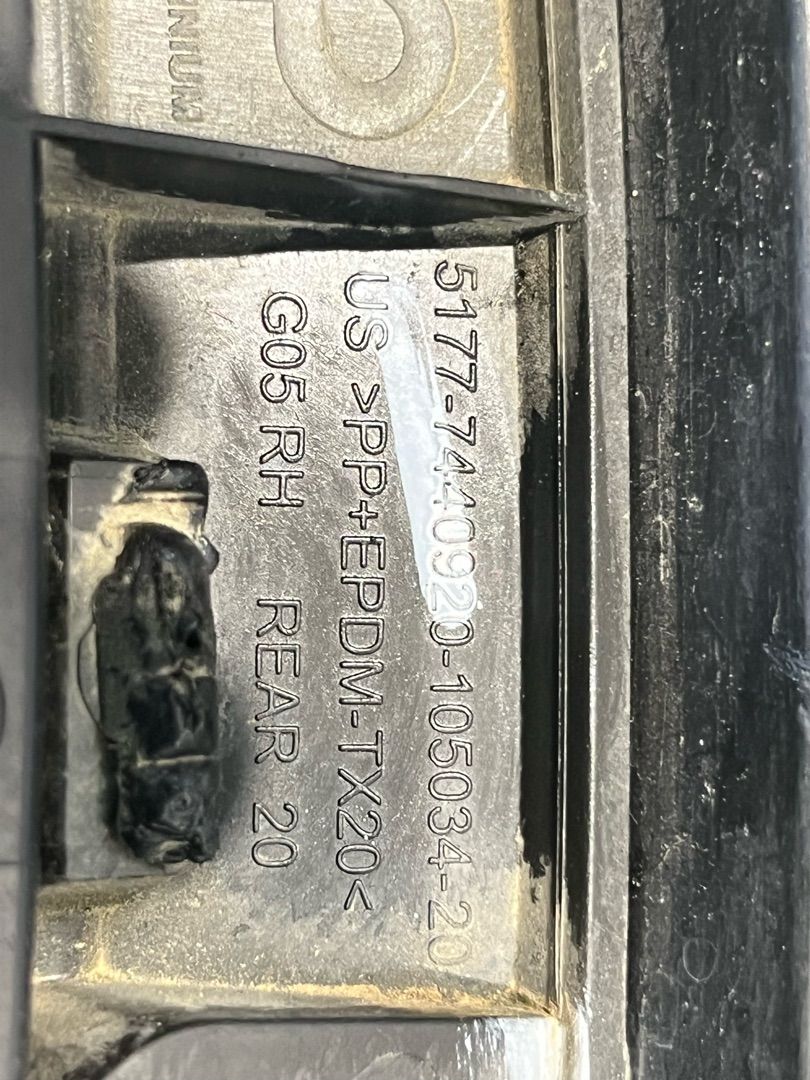 5177-7440920-105034-20
US >PP+EPDM-TX20<
G05 RH REAR 20